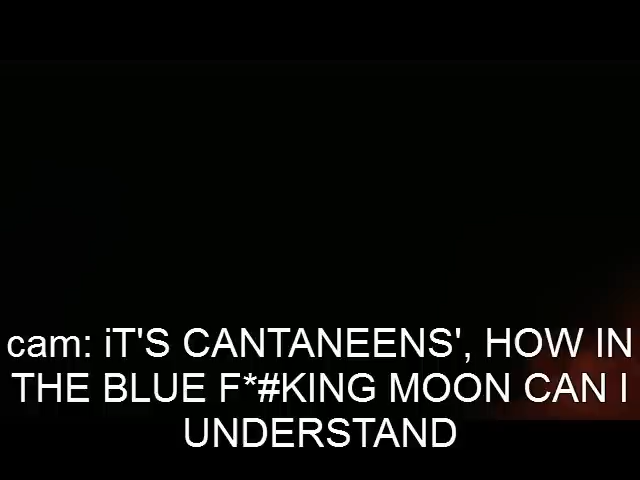 cam: iT'S CANTANEENS', HOW IN
THE BLUE F*#KING MOON CAN I
UNDERSTAND